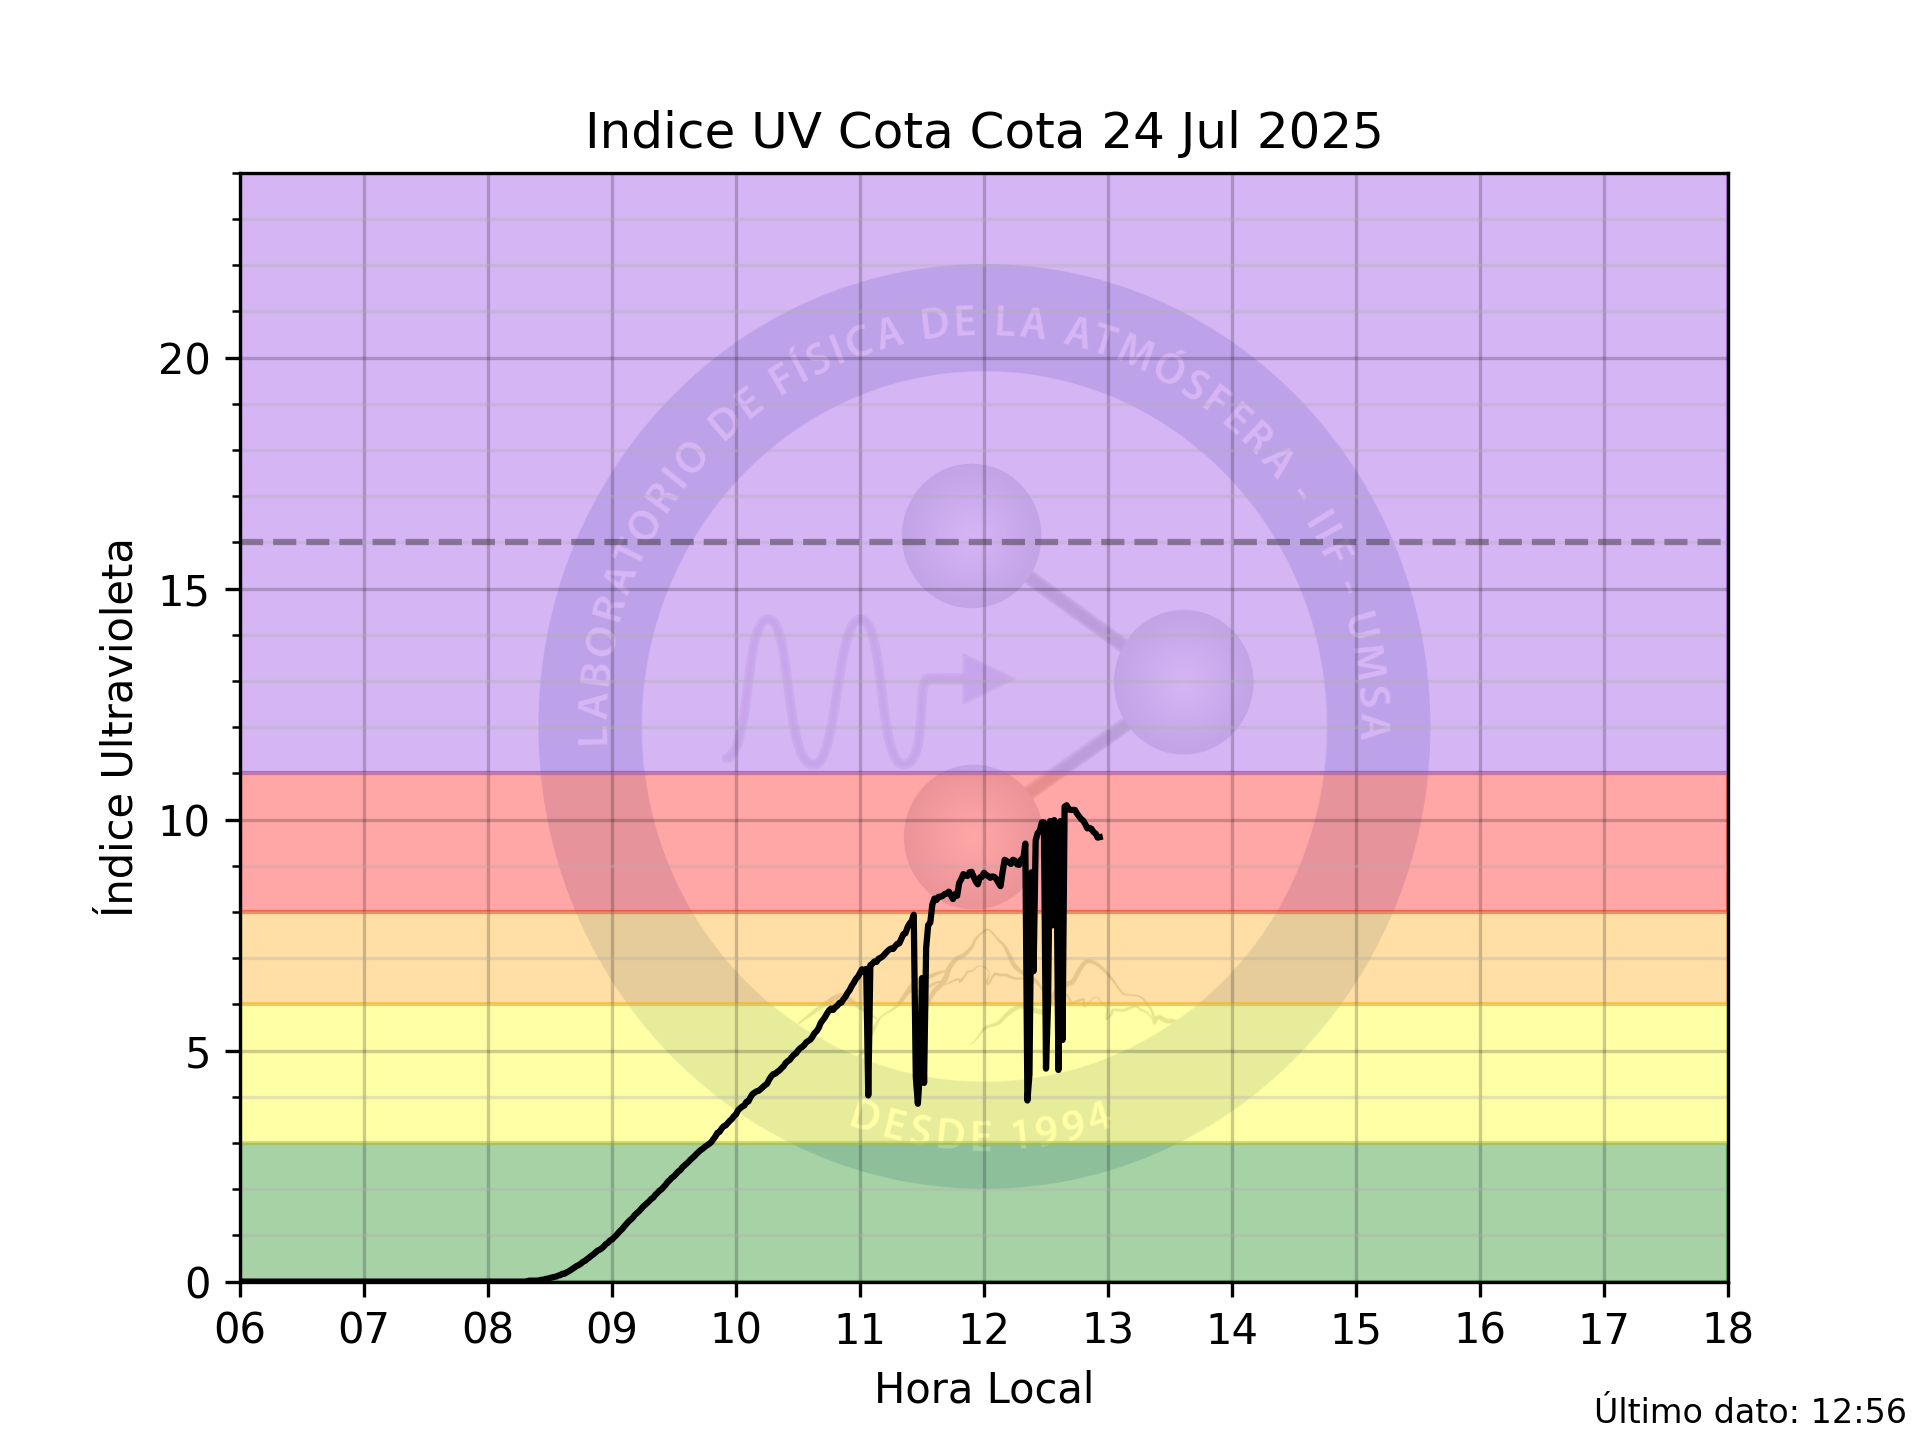 Indice UV Cota Cota 24 Jul 2025
Índice Ultravioleta
20
15
10
5
0
LABORATORIO DE FÍSICA DE LA ATMÓSFERA - IIF - UMSA
DESDE 1994
06 07 08 09 10 11 12 13 14 15 16 17 18
Hora Local
Último dato: 12:56